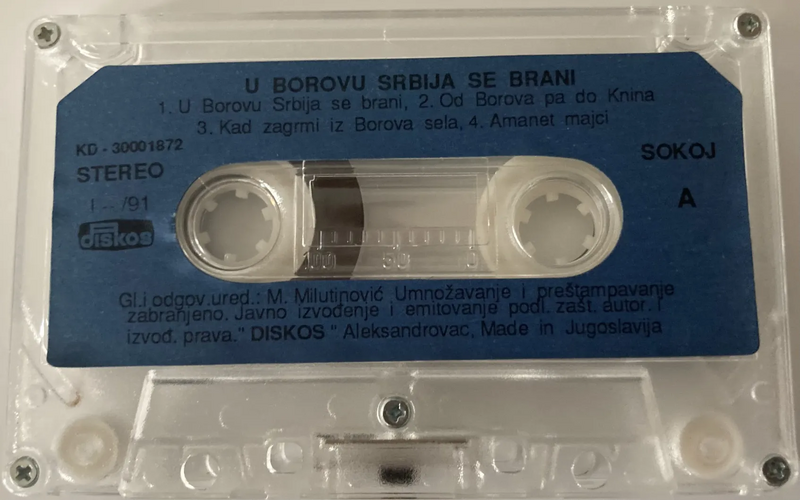 U BOROVU SRBIJA SE BRANI
1. U Borovu Srbija se brani, 2. Od Borova pa do Knina
3. Kad zagrmi iz Borova sela, 4. Amanet majci
KD - 30001872
STEREO
SOKOJ
I -- /91
A
diskos
100 50 0
Gl.i odgov.ured.: M. Milutinović Umnožavanje i preštampavanje
zabranjeno. Javno izvođenje i emitovanje podl. zašt. autor. i
izvođ. prava." DISKOS " Aleksandrovac, Made in Jugoslavija